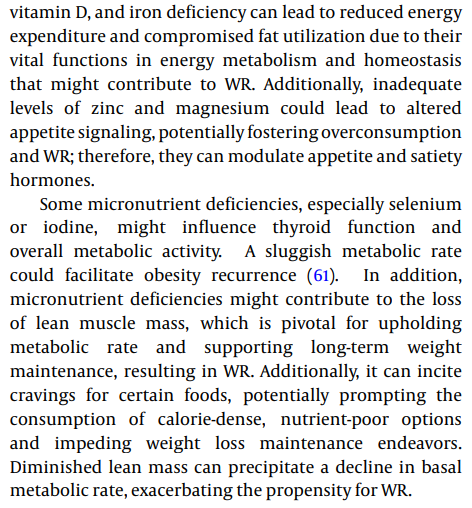 vitamin D, and iron deficiency can lead to reduced energy
expenditure and compromised fat utilization due to their
vital functions in energy metabolism and homeostasis
that might contribute to WR. Additionally, inadequate
levels of zinc and magnesium could lead to altered
appetite signaling, potentially fostering overconsumption
and WR; therefore, they can modulate appetite and satiety
hormones.
Some micronutrient deficiencies, especially selenium
or iodine, might influence thyroid function and
overall metabolic activity. A sluggish metabolic rate
could facilitate obesity recurrence (61). In addition,
micronutrient deficiencies might contribute to the loss
of lean muscle mass, which is pivotal for upholding
metabolic rate and supporting long-term weight
maintenance, resulting in WR. Additionally, it can incite
cravings for certain foods, potentially prompting the
consumption of calorie-dense, nutrient-poor options
and impeding weight loss maintenance endeavors.
Diminished lean mass can precipitate a decline in basal
metabolic rate, exacerbating the propensity for WR.